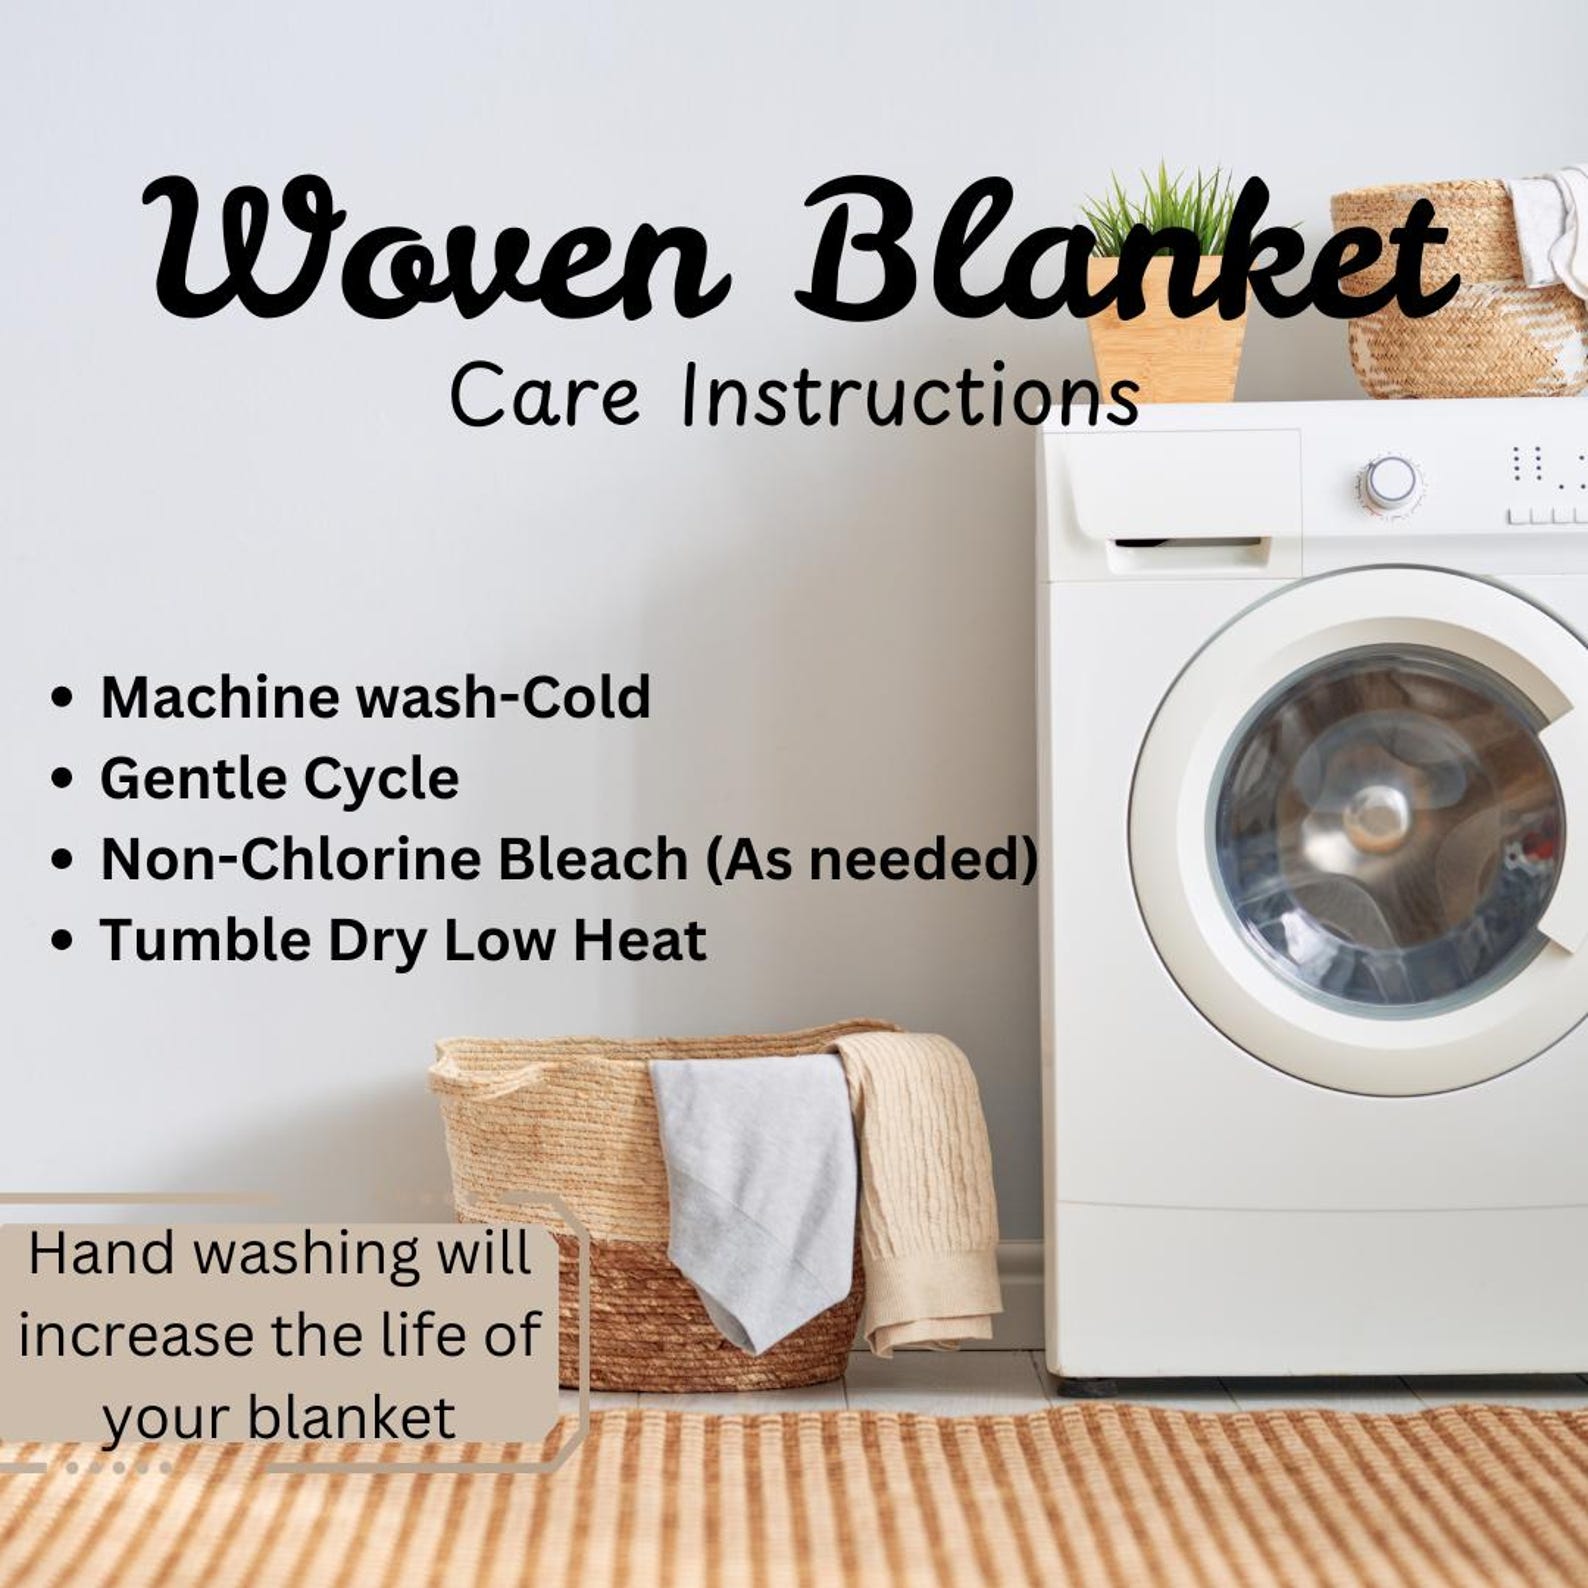 Woven Blanket
Care Instructions
• Machine wash-Cold
• Gentle Cycle
• Non-Chlorine Bleach (As needed)
• Tumble Dry Low Heat
Hand washing will
increase the life of
your blanket